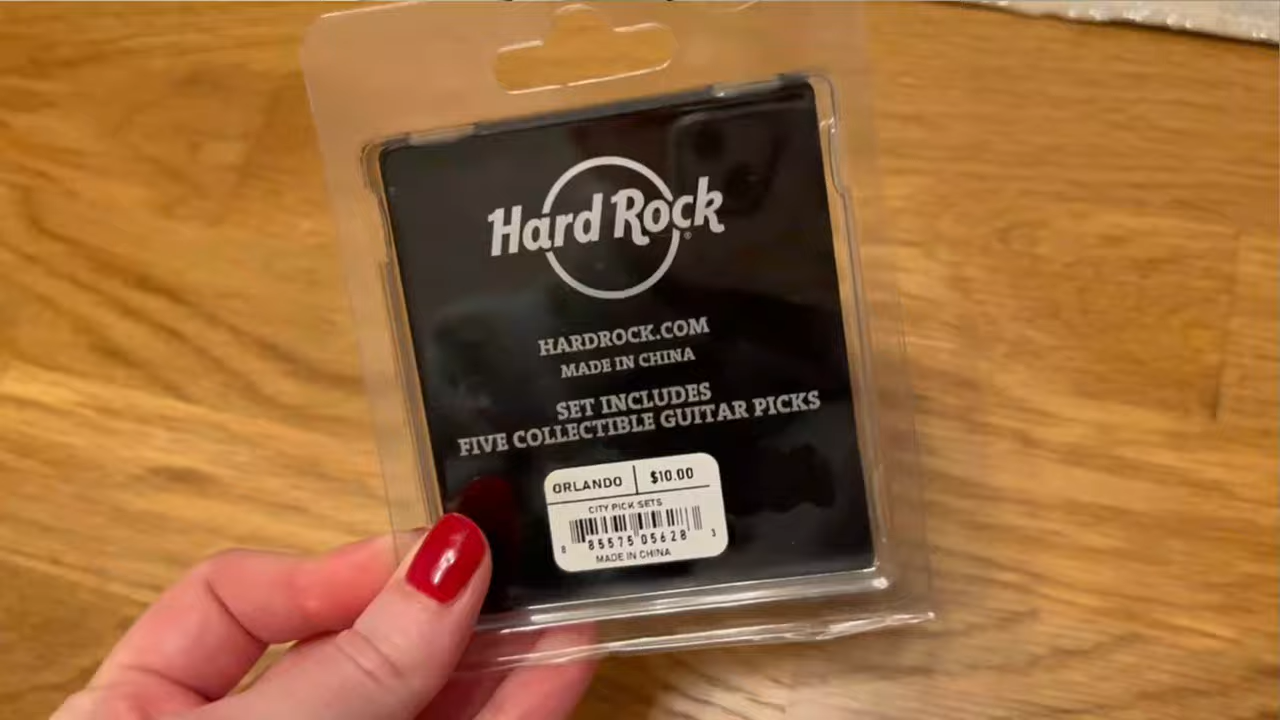 Hard Rock®
HARDROCK.COM
MADE IN CHINA
SET INCLUDES
FIVE COLLECTIBLE GUITAR PICKS
ORLANDO $10.00
CITY PICK SETS
8 85575 05628 3
MADE IN CHINA